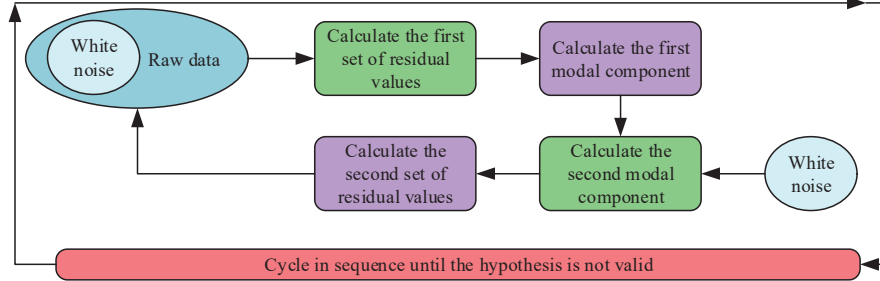 White
noise
Raw data
Calculate the first
set of residual
values
Calculate the first
modal component
Calculate the
second set of
residual values
Calculate the
second modal
component
White
noise
Cycle in sequence until the hypothesis is not valid